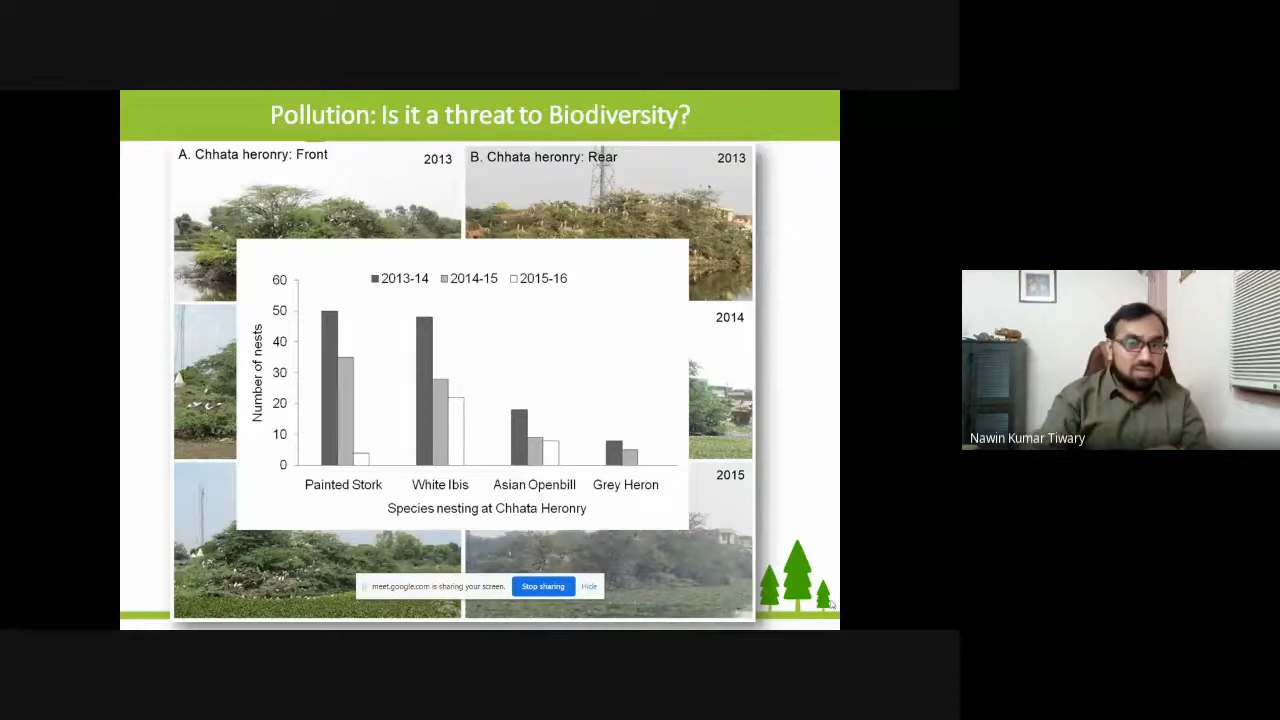 Pollution: Is it a threat to Biodiversity?
A. Chhata heronry: Front
2013
B. Chhata heronry: Rear
2013
2014
2015
2013-14
2014-15
2015-16
60
50
40
30
20
10
0
Number of nests
Painted Stork
White Ibis
Asian Openbill
Grey Heron
Species nesting at Chhata Heronry
meet.google.com is sharing your screen.
Stop sharing
Hide
Nawin Kumar Tiwary